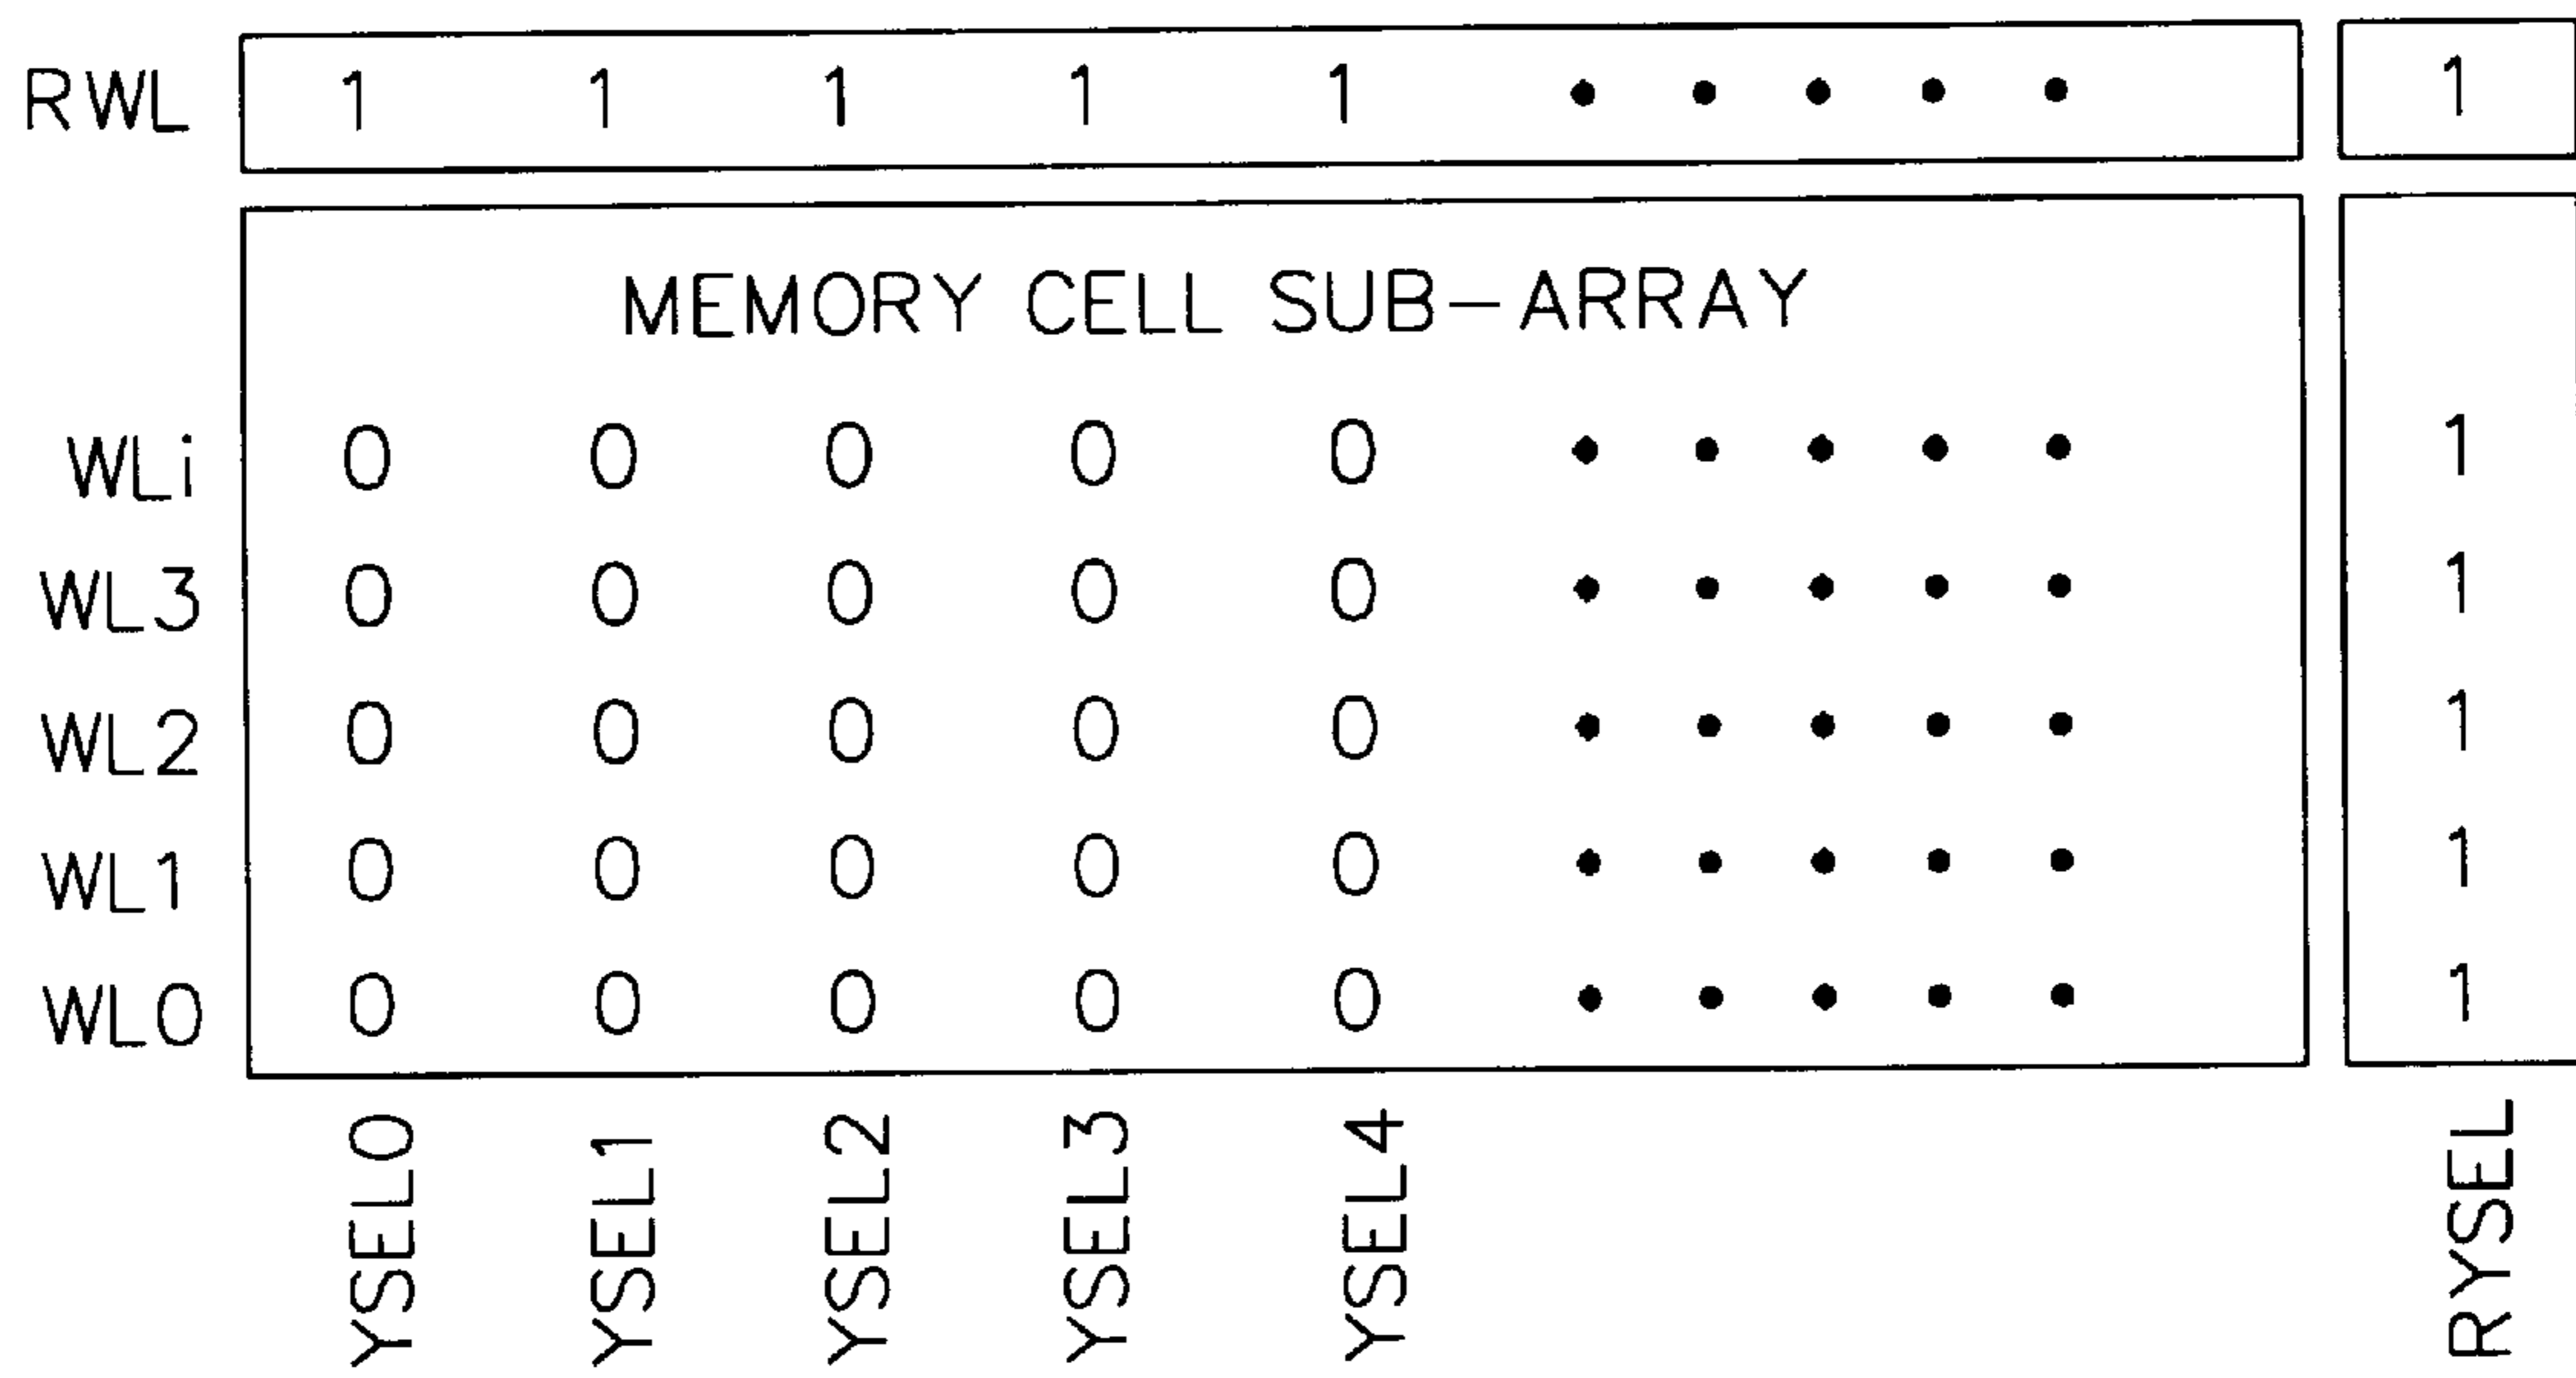 RWL 1 1 1 1 1 • • • • • 1
MEMORY CELL SUB-ARRAY
WLi 0 0 0 0 0 • • • • • 1
WL3 0 0 0 0 0 • • • • • 1
WL2 0 0 0 0 0 • • • • • 1
WL1 0 0 0 0 0 • • • • • 1
WL0 0 0 0 0 0 • • • • • 1
YSEL0 YSEL1 YSEL2 YSEL3 YSEL4 RYSEL